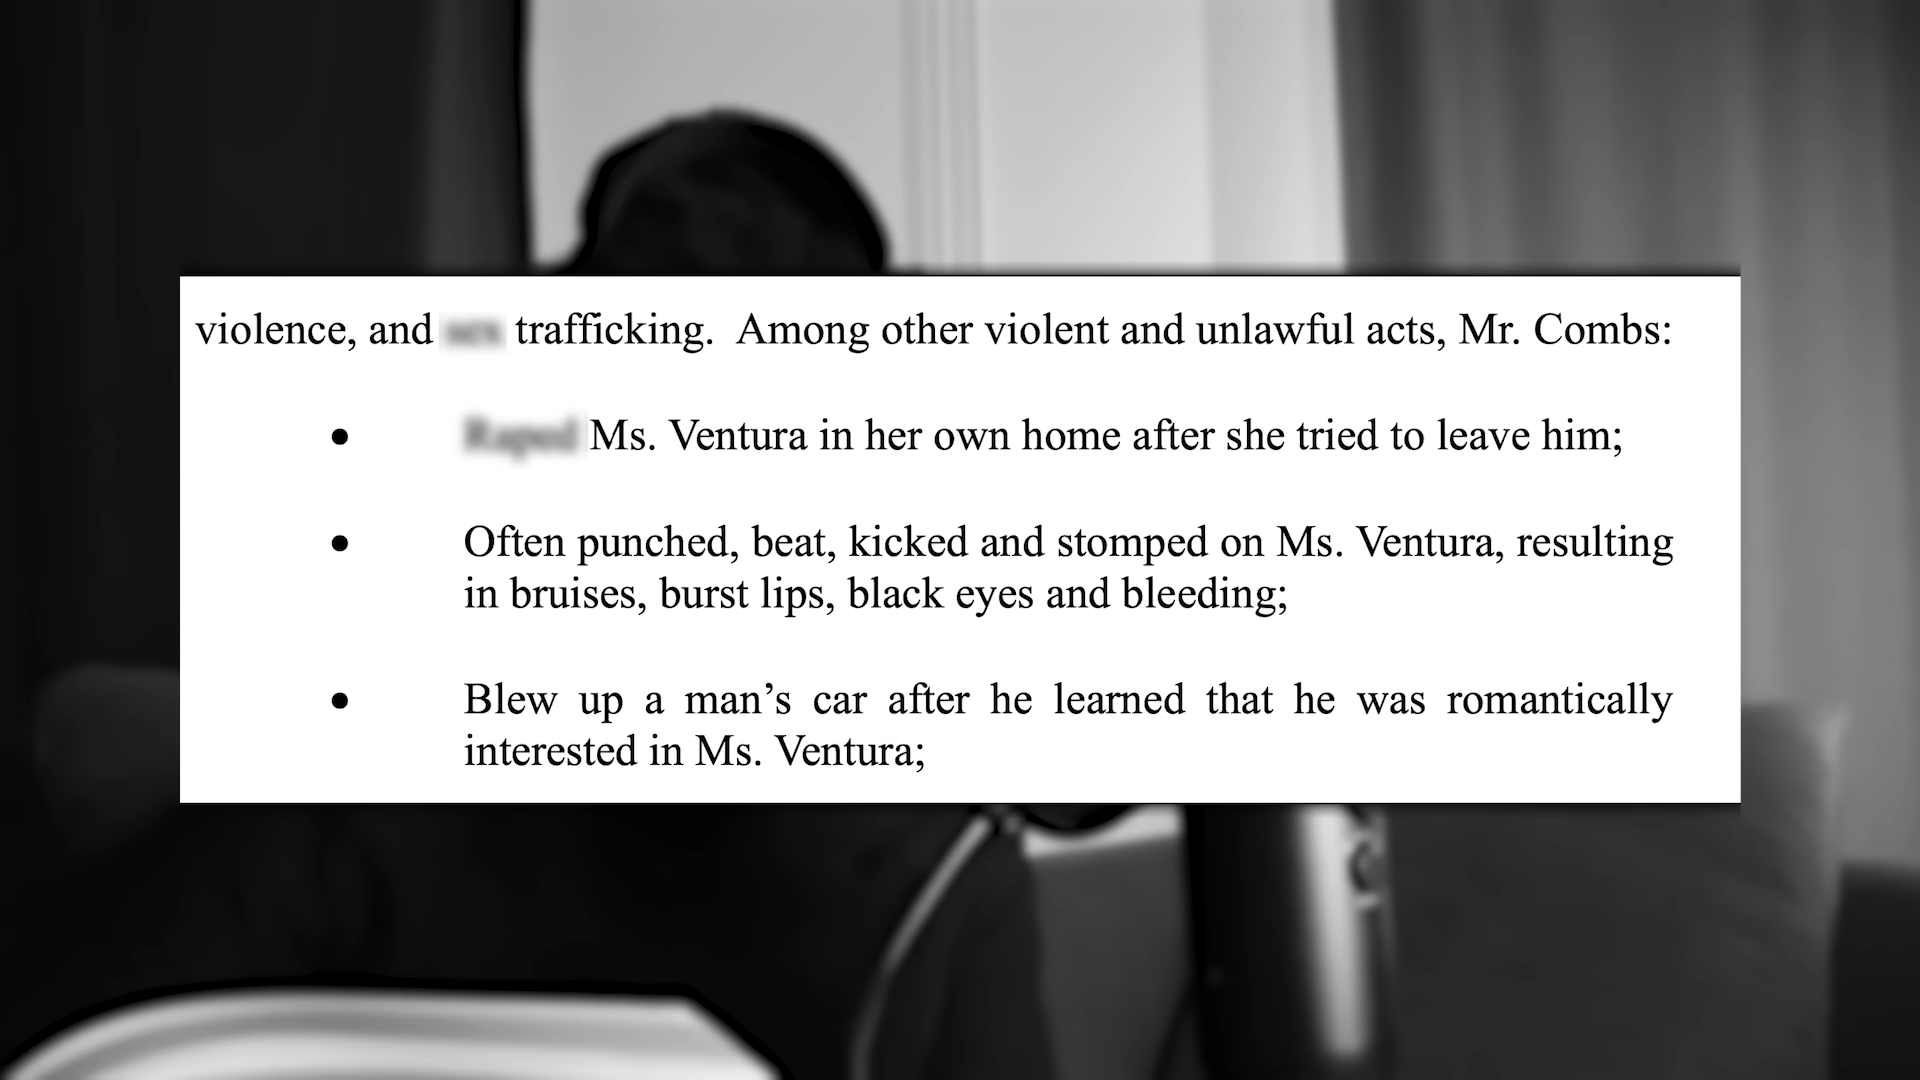 violence, and sex trafficking. Among other violent and unlawful acts, Mr. Combs:
• Raped Ms. Ventura in her own home after she tried to leave him;
• Often punched, beat, kicked and stomped on Ms. Ventura, resulting
in bruises, burst lips, black eyes and bleeding;
• Blew up a man’s car after he learned that he was romantically
interested in Ms. Ventura;